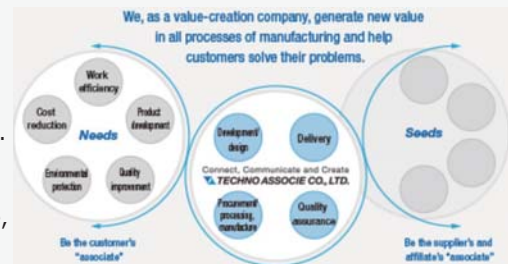 We, as a value-creation company, generate new value
in all processes of manufacturing and help
customers solve their problems.
Work
efficiency
Cost
reduction
Product
development
Needs
Environmental
protection
Quality
improvement
Development/
design
Delivery
Connect, Communicate and Create
TECHNO ASSOCIE CO., LTD.
Procurement/
processing,
manufacture
Quality
assurance
Seeds
Be the customer's
"associate"
Be the supplier's and
affiliate's "associate"
.
,